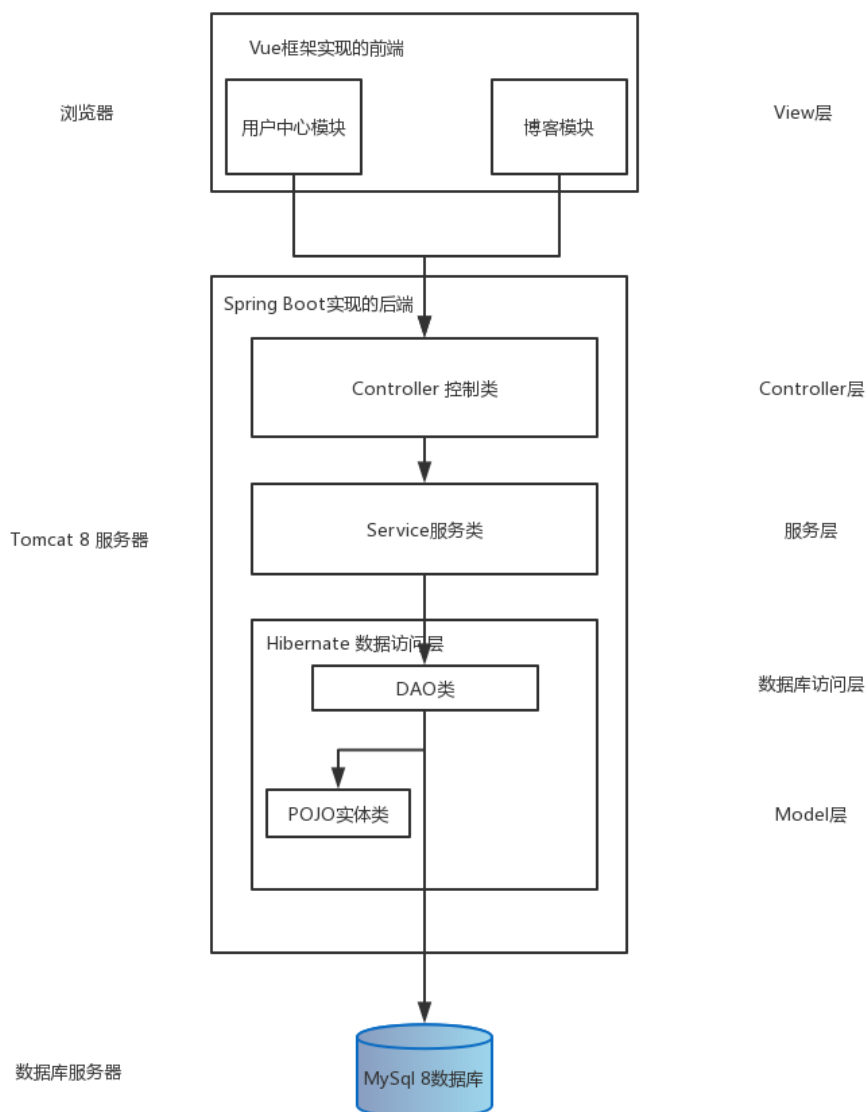 Vue框架实现的前端
浏览器
用户中心模块
博客模块
View层
Spring Boot实现的后端
Controller 控制类
Controller层
Tomcat 8 服务器
Service服务类
服务层
Hibernate 数据访问层
DAO类
数据库访问层
POJO实体类
Model层
数据库服务器
MySql 8数据库